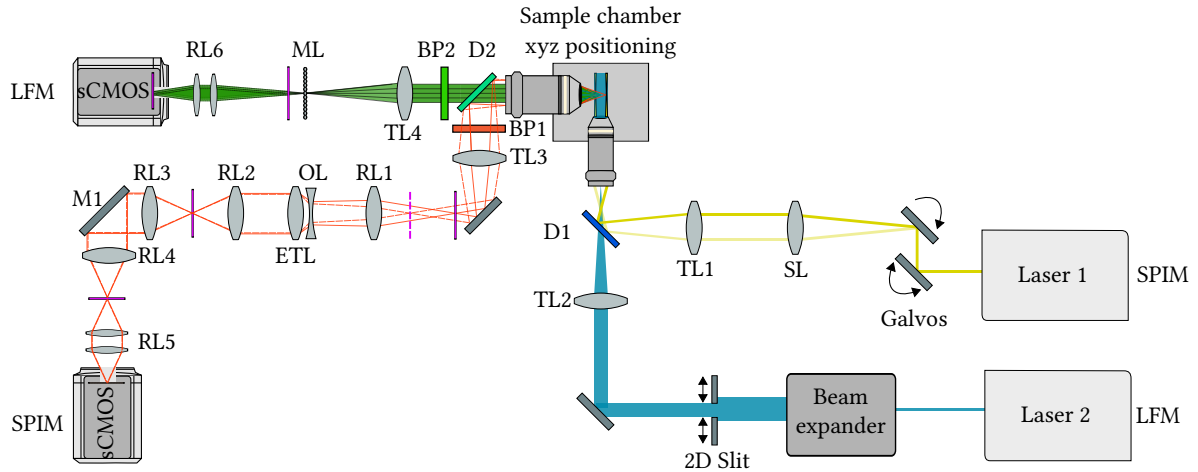 Sample chamber
xyz positioning
RL6
ML
BP2
D2
LFM
sCMOS
TL4
BP1
TL3
M1
RL3
RL2
OL
RL1
RL4
ETL
D1
TL1
SL
TL2
Galvos
Laser 1
SPIM
RL5
SPIM
sCMOS
Beam
expander
Laser 2
LFM
2D Slit